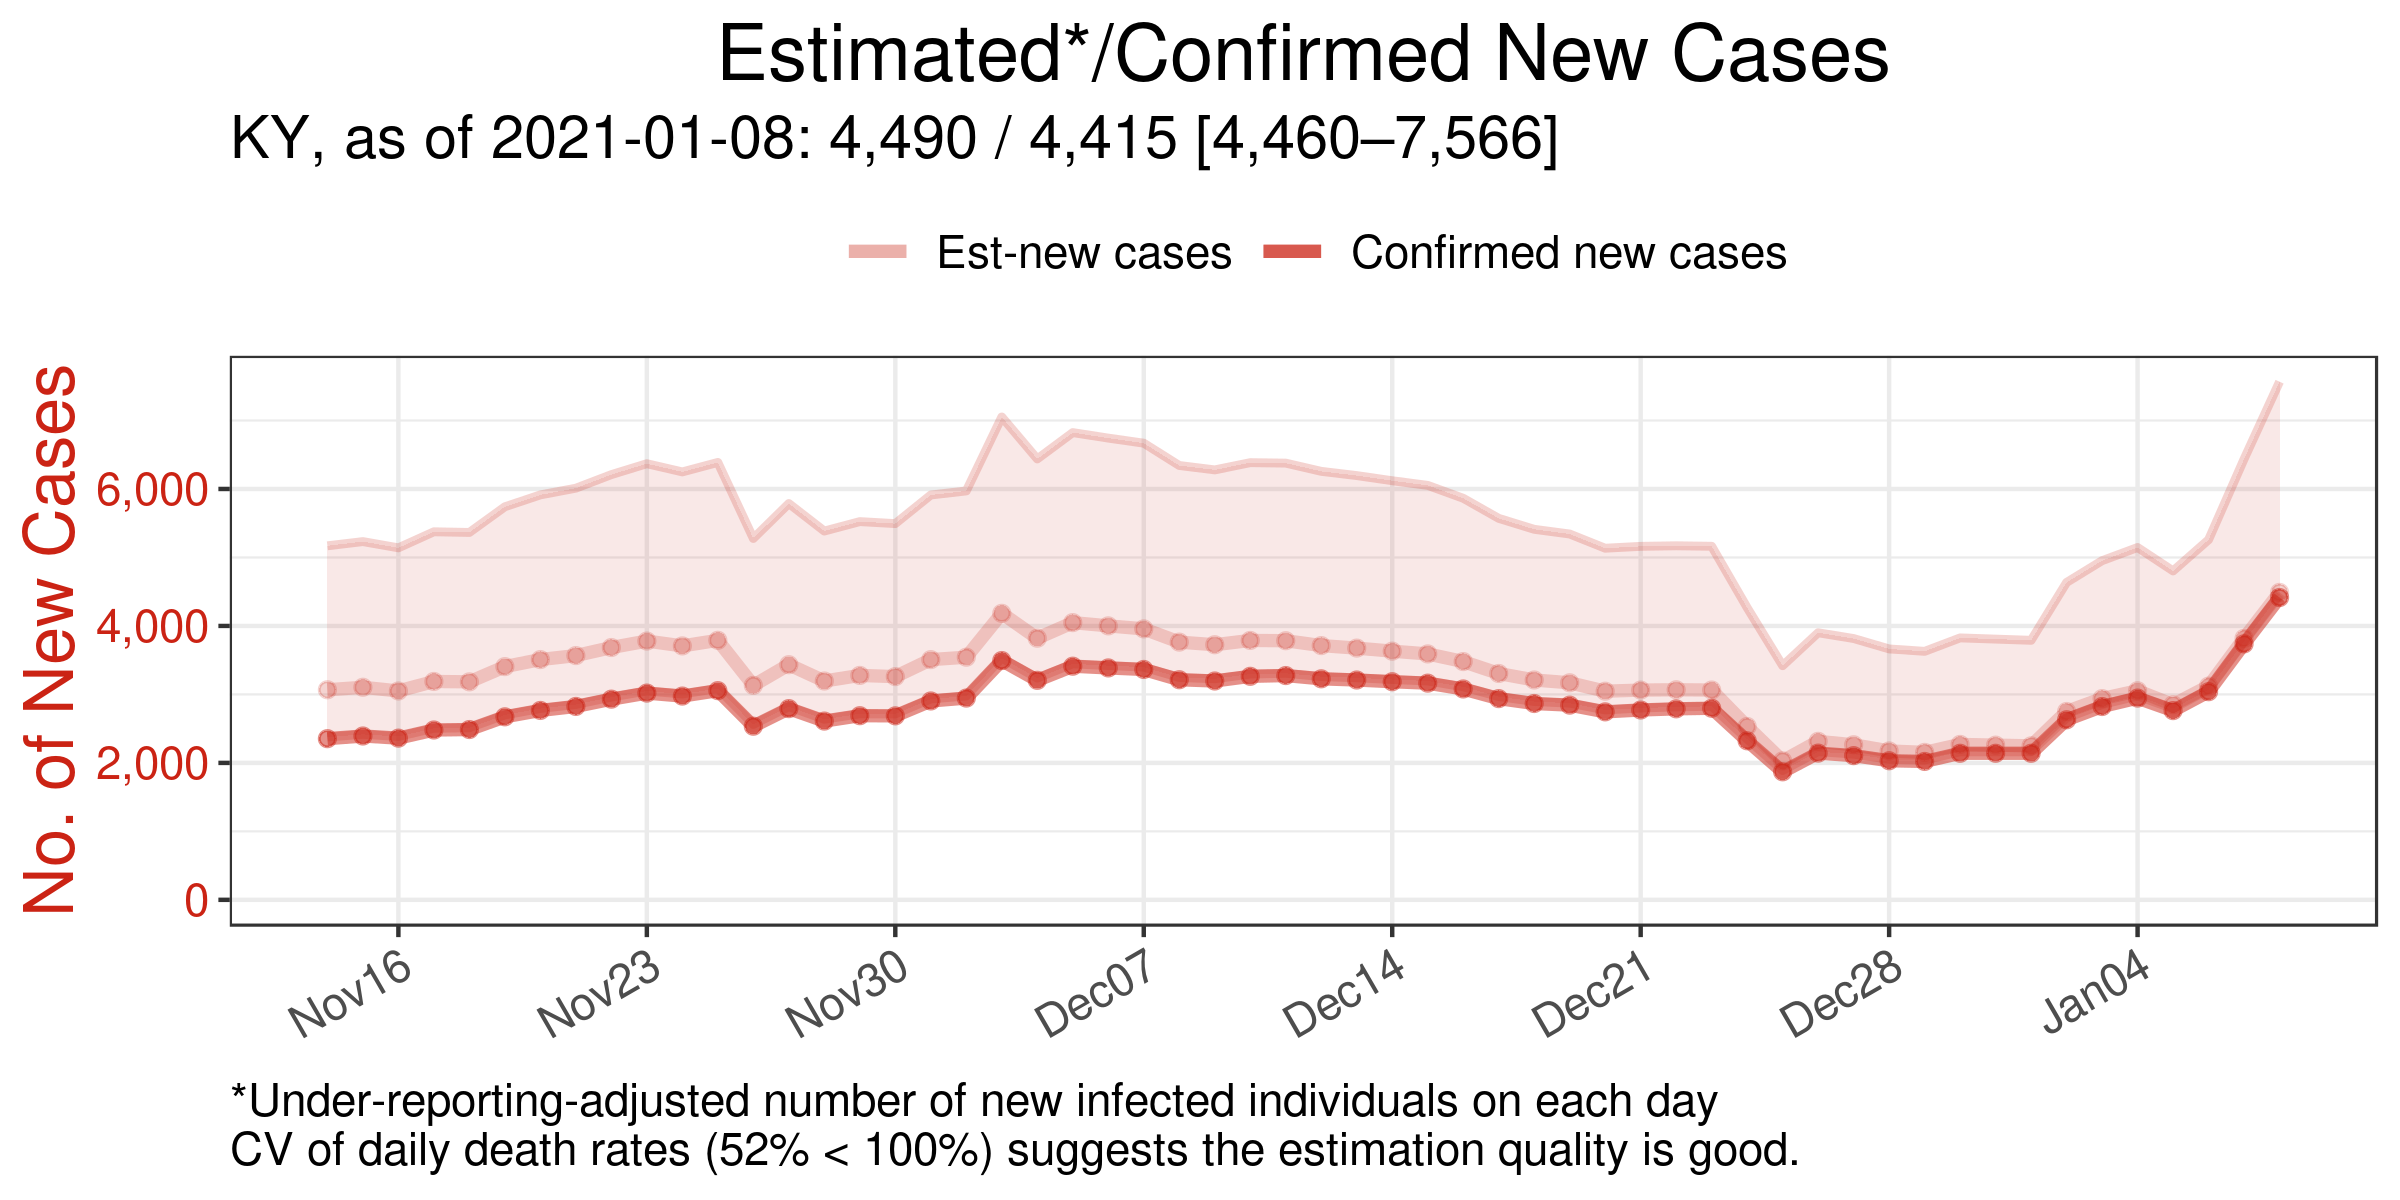 Estimated*/Confirmed New Cases
KY, as of 2021-01-08: 4,490 / 4,415 [4,460–7,566]
Est-new cases
Confirmed new cases
No. of New Cases
6,000
4,000
2,000
0
Nov16
Nov23
Nov30
Dec07
Dec14
Dec21
Dec28
Jan04
*Under-reporting-adjusted number of new infected individuals on each day
CV of daily death rates (52% < 100%) suggests the estimation quality is good.